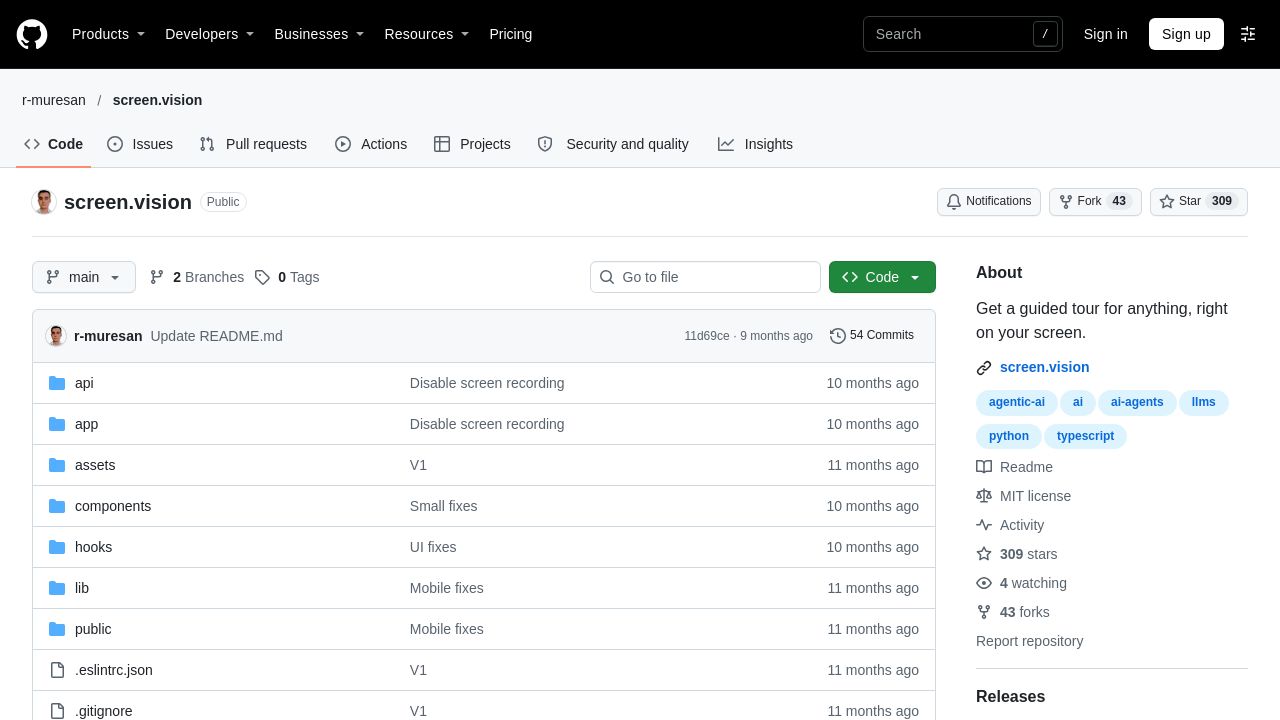 Products Developers Businesses Resources Pricing Search / Sign in Sign up
r-muresan / screen.vision
Code Issues Pull requests Actions Projects Security and quality Insights
screen.vision Public Notifications Fork 43 Star 309
main 2 Branches 0 Tags Go to file Code
r-muresan Update README.md 11d69ce · 9 months ago 54 Commits
api Disable screen recording 10 months ago
app Disable screen recording 10 months ago
assets V1 11 months ago
components Small fixes 10 months ago
hooks UI fixes 10 months ago
lib Mobile fixes 11 months ago
public Mobile fixes 11 months ago
.eslintrc.json V1 11 months ago
.gitignore V1 11 months ago
About
Get a guided tour for anything, right
on your screen.
screen.vision
agentic-ai ai ai-agents llms
python typescript
Readme
MIT license
Activity
309 stars
4 watching
43 forks
Report repository
Releases